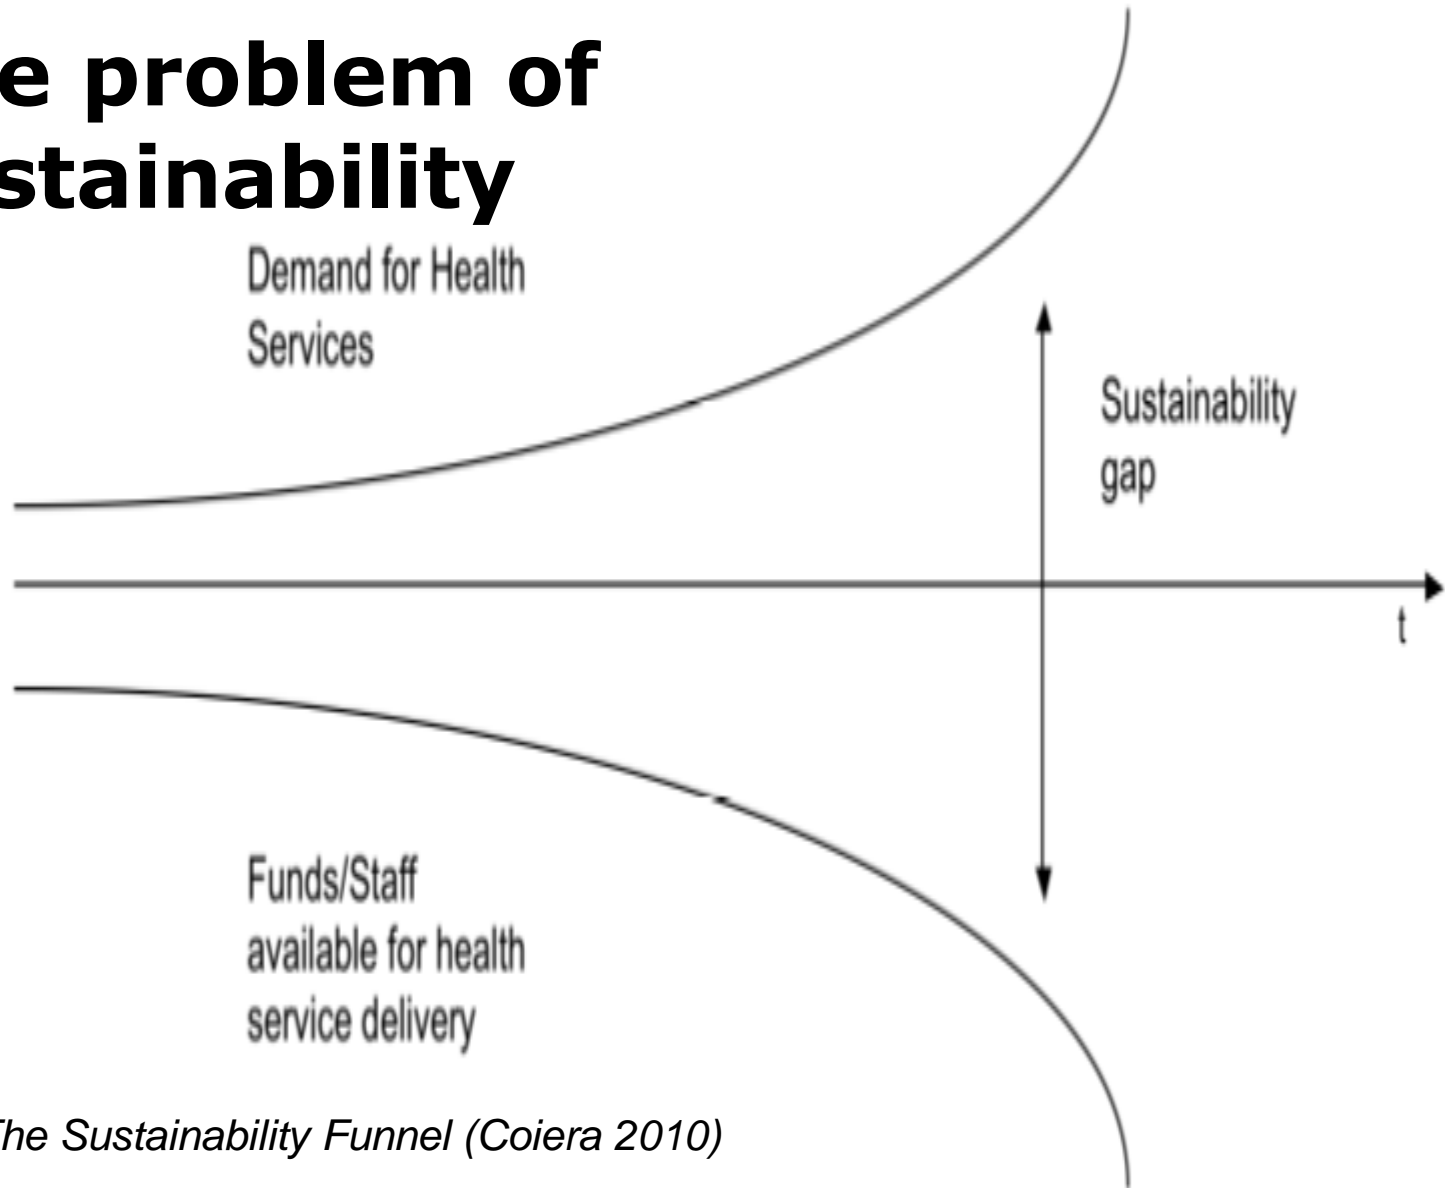 e problem of
stainability
Demand for Health
Services
Sustainability
gap
t
Funds/Staff
available for health
service delivery
The Sustainability Funnel (Coiera 2010)